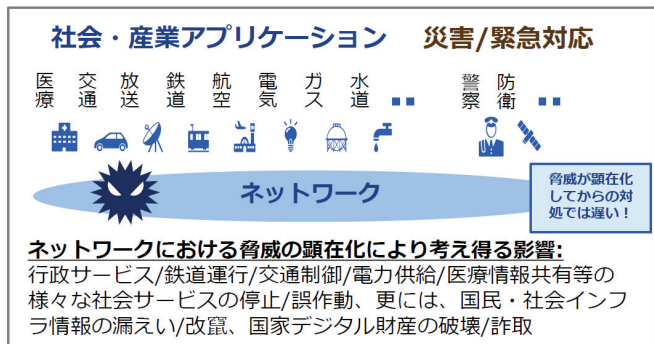 社会・産業アプリケーション 災害/緊急対応
医療 交通 放送 鉄道 航空 電気 ガス 水道 ■■ 警察 防衛 ■■
ネットワーク
脅威が顕在化
してからの対
処では遅い！
ネットワークにおける脅威の顕在化により考え得る影響:
行政サービス/鉄道運行/交通制御/電力供給/医療情報共有等の
様々な社会サービスの停止/誤作動、更には、国民・社会インフ
ラ情報の漏えい/改竄、国家デジタル財産の破壊/詐取